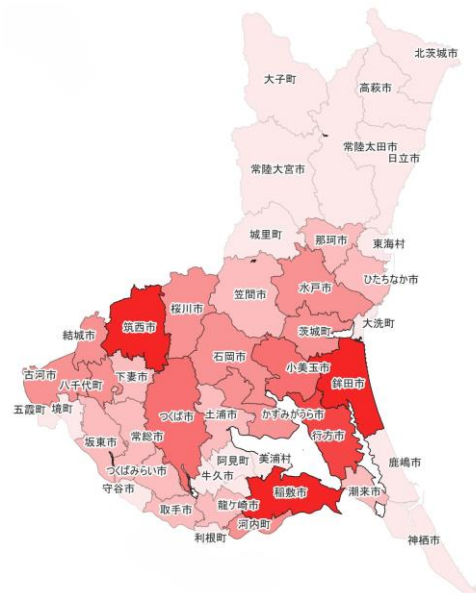 北茨城市
大子町
高萩市
常陸太田市
日立市
常陸大宮市
城里町
那珂市
東海村
ひたちなか市
笠間市
水戸市
桜川市
大洗町
筑西市
茨城町
結城市
石岡市
小美玉市
古河市
八千代町
下妻市
鉾田市
五霞町
境町
つくば市
土浦市
かすみがうら市
行方市
坂東市
常総市
つくばみらい市
阿見町
美浦村
鹿嶋市
守谷市
牛久市
稲敷市
潮来市
取手市
龍ケ崎市
河内町
利根町
神栖市